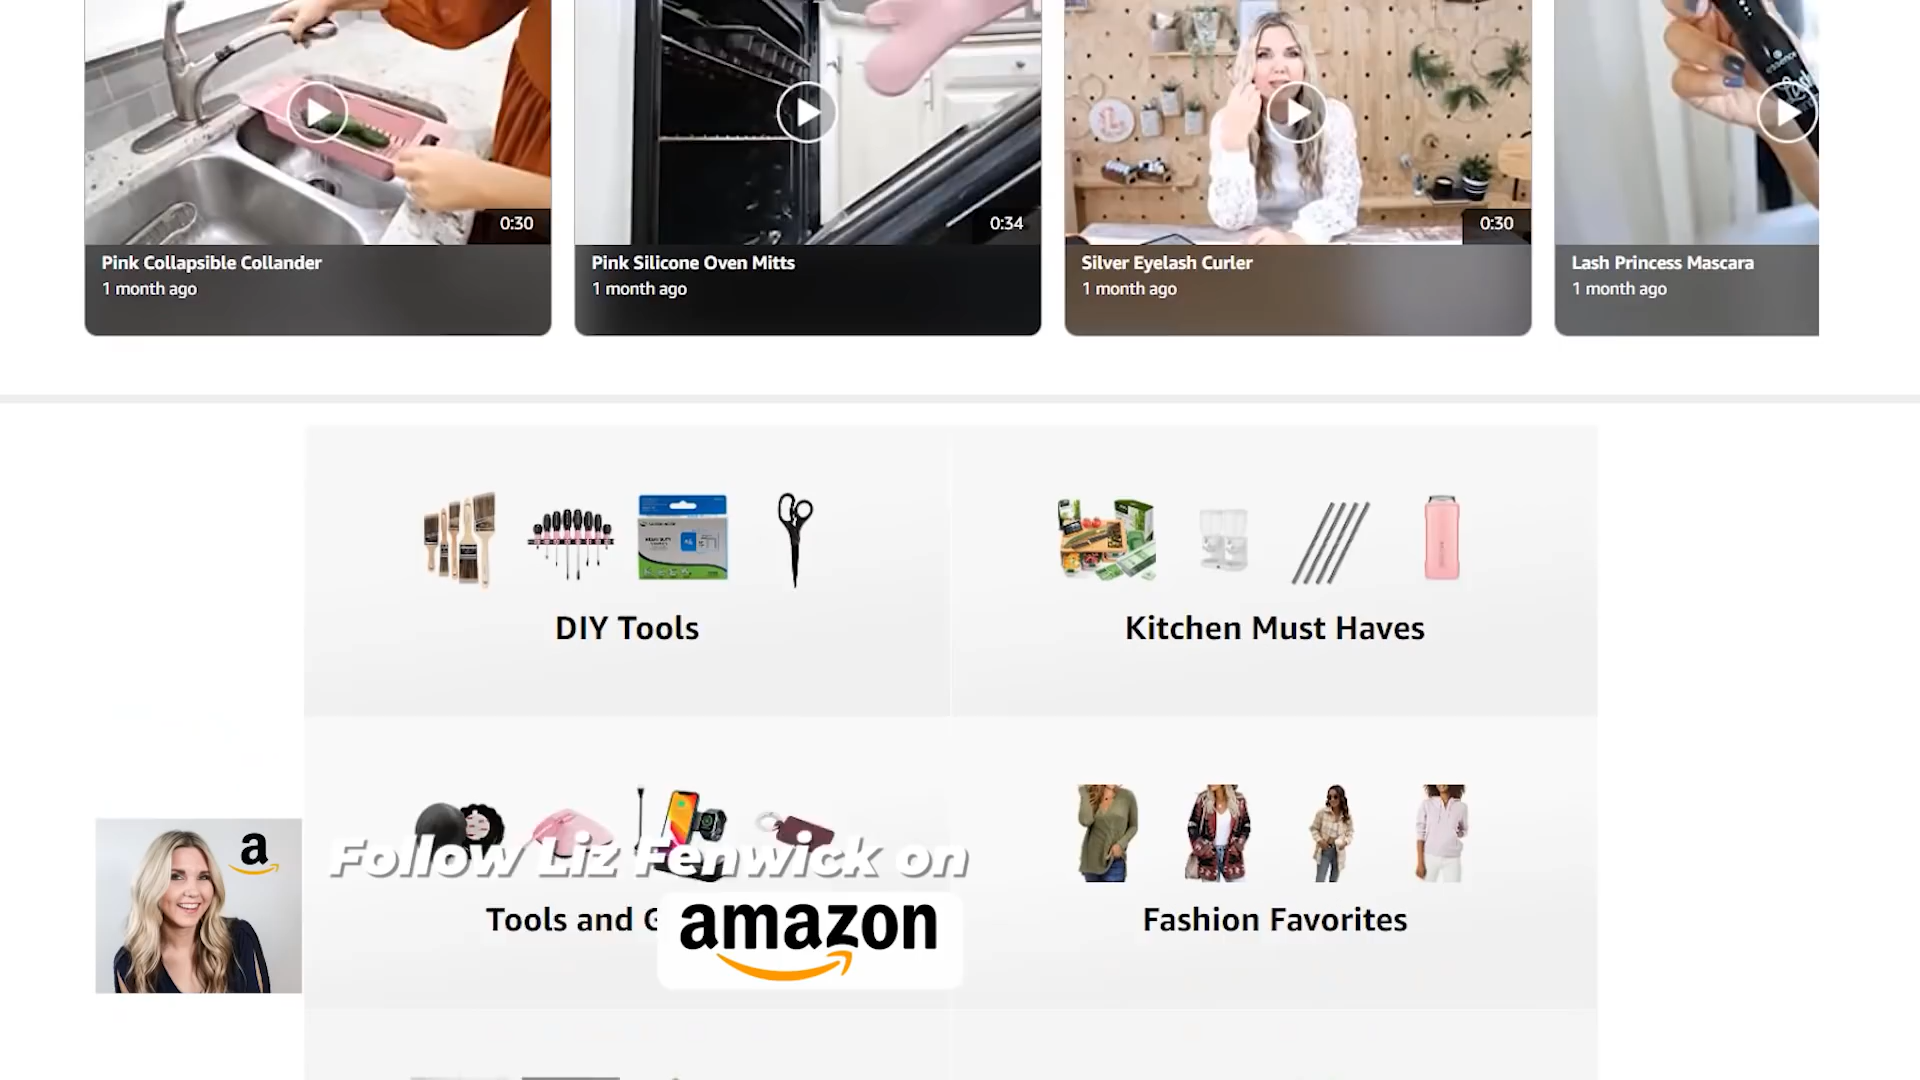 0:30
0:34
0:30
essence
Pink Collapsible Collander
1 month ago
Pink Silicone Oven Mitts
1 month ago
Silver Eyelash Curler
1 month ago
Lash Princess Mascara
1 month ago
DIY Tools
Kitchen Must Haves
a
Follow Liz Fenwick on
Tools and G
amazon
Fashion Favorites